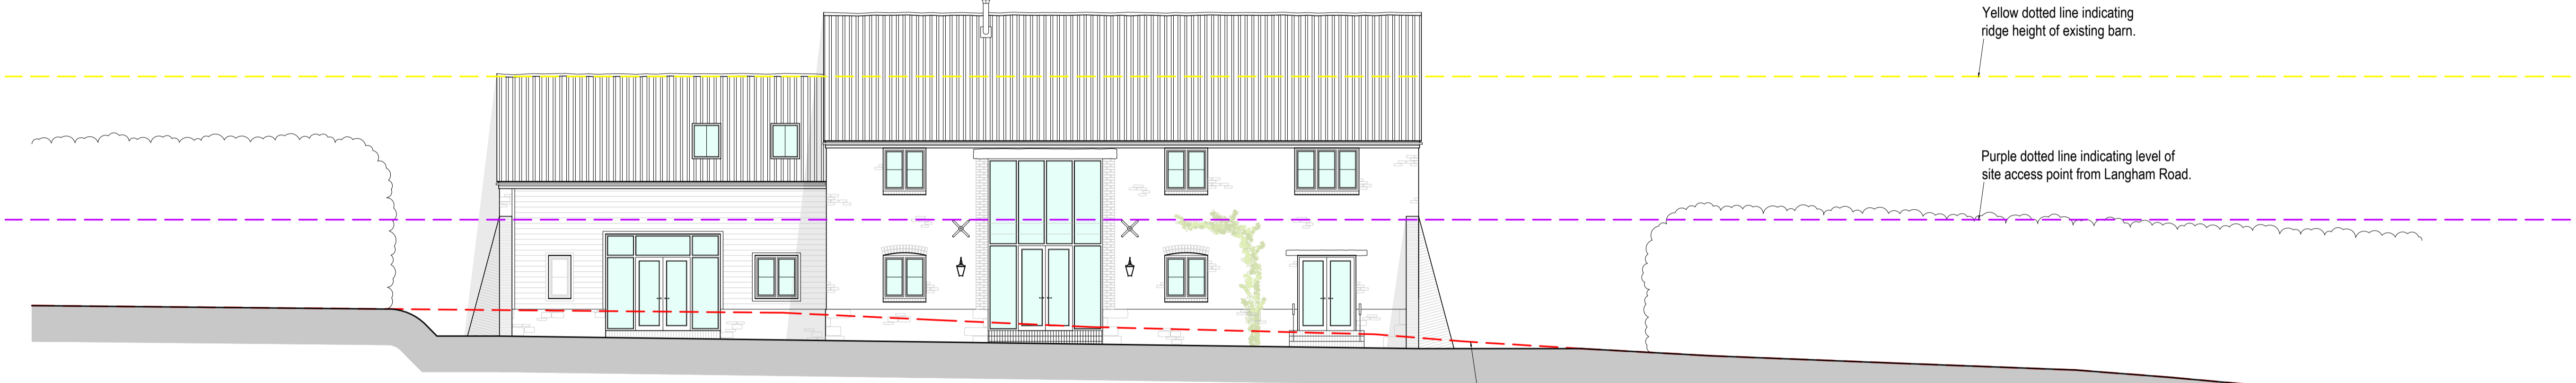 Yellow dotted line indicating
ridge height of existing barn.
Purple dotted line indicating level of
site access point from Langham Road.